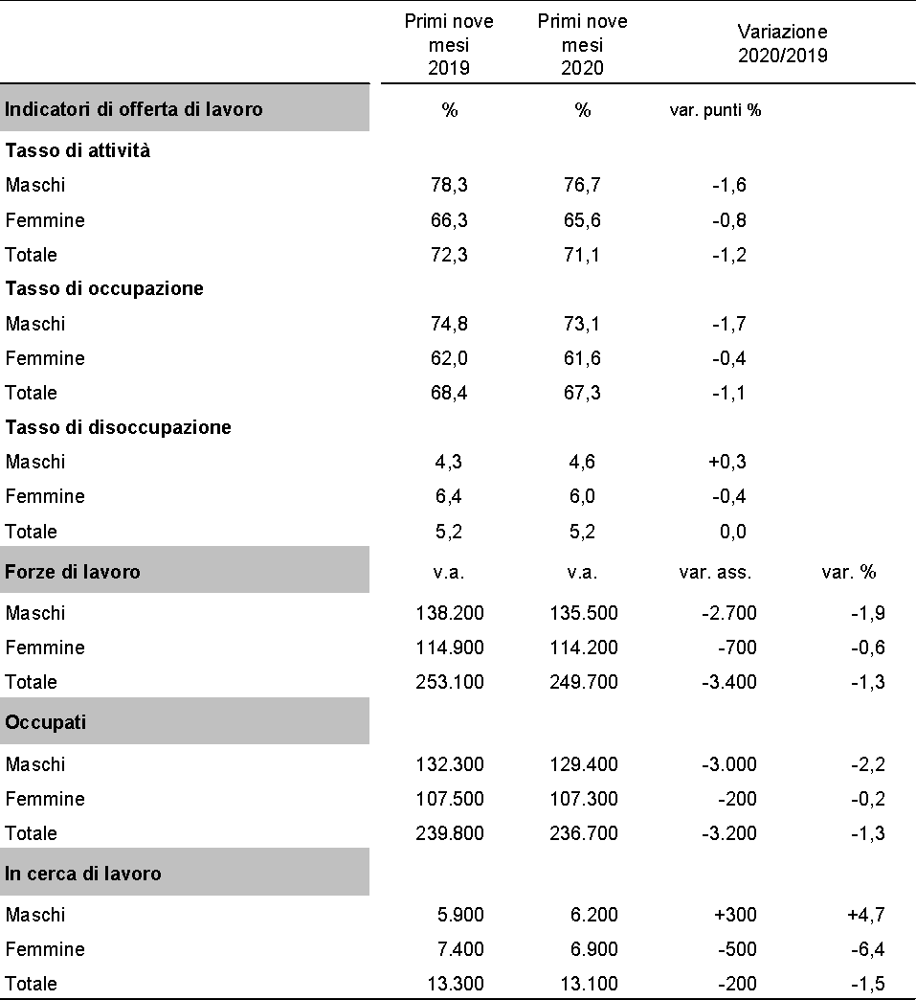 Primi nove mesi 2019 Primi nove mesi 2020 Variazione 2020/2019
Indicatori di offerta di lavoro % % var. punti %
Tasso di attività
Maschi 78,3 76,7 -1,6
Femmine 66,3 65,6 -0,8
Totale 72,3 71,1 -1,2
Tasso di occupazione
Maschi 74,8 73,1 -1,7
Femmine 62,0 61,6 -0,4
Totale 68,4 67,3 -1,1
Tasso di disoccupazione
Maschi 4,3 4,6 +0,3
Femmine 6,4 6,0 -0,4
Totale 5,2 5,2 0,0
Forze di lavoro v.a. v.a. var. ass. var. %
Maschi 138.200 135.500 -2.700 -1,9
Femmine 114.900 114.200 -700 -0,6
Totale 253.100 249.700 -3.400 -1,3
Occupati
Maschi 132.300 129.400 -3.000 -2,2
Femmine 107.500 107.300 -200 -0,2
Totale 239.800 236.700 -3.200 -1,3
In cerca di lavoro
Maschi 5.900 6.200 +300 +4,7
Femmine 7.400 6.900 -500 -6,4
Totale 13.300 13.100 -200 -1,5